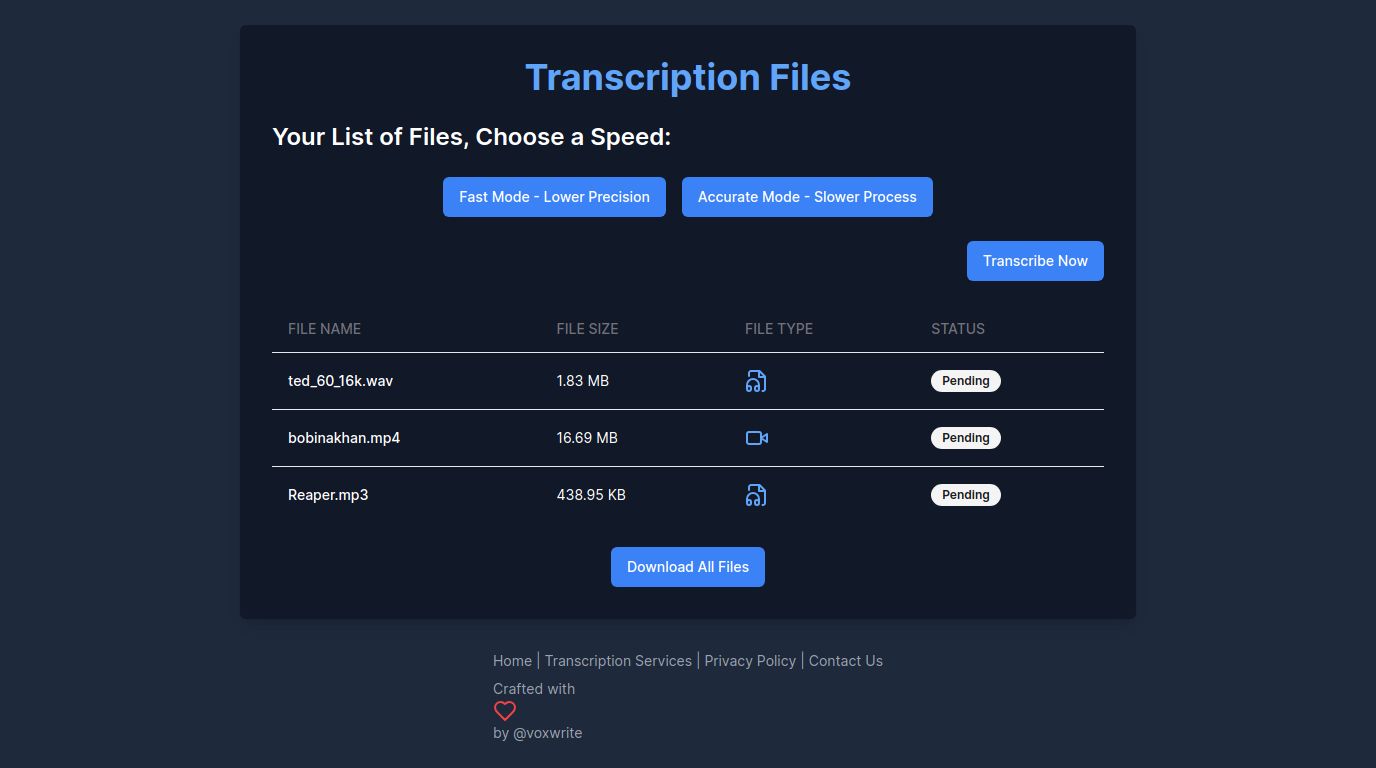 Transcription Files
Your List of Files, Choose a Speed:
Fast Mode - Lower Precision Accurate Mode - Slower Process
Transcribe Now
FILE NAME FILE SIZE FILE TYPE STATUS
ted_60_16k.wav 1.83 MB Pending
bobinakhan.mp4 16.69 MB Pending
Reaper.mp3 438.95 KB Pending
Download All Files
Home | Transcription Services | Privacy Policy | Contact Us
Crafted with
by @voxwrite